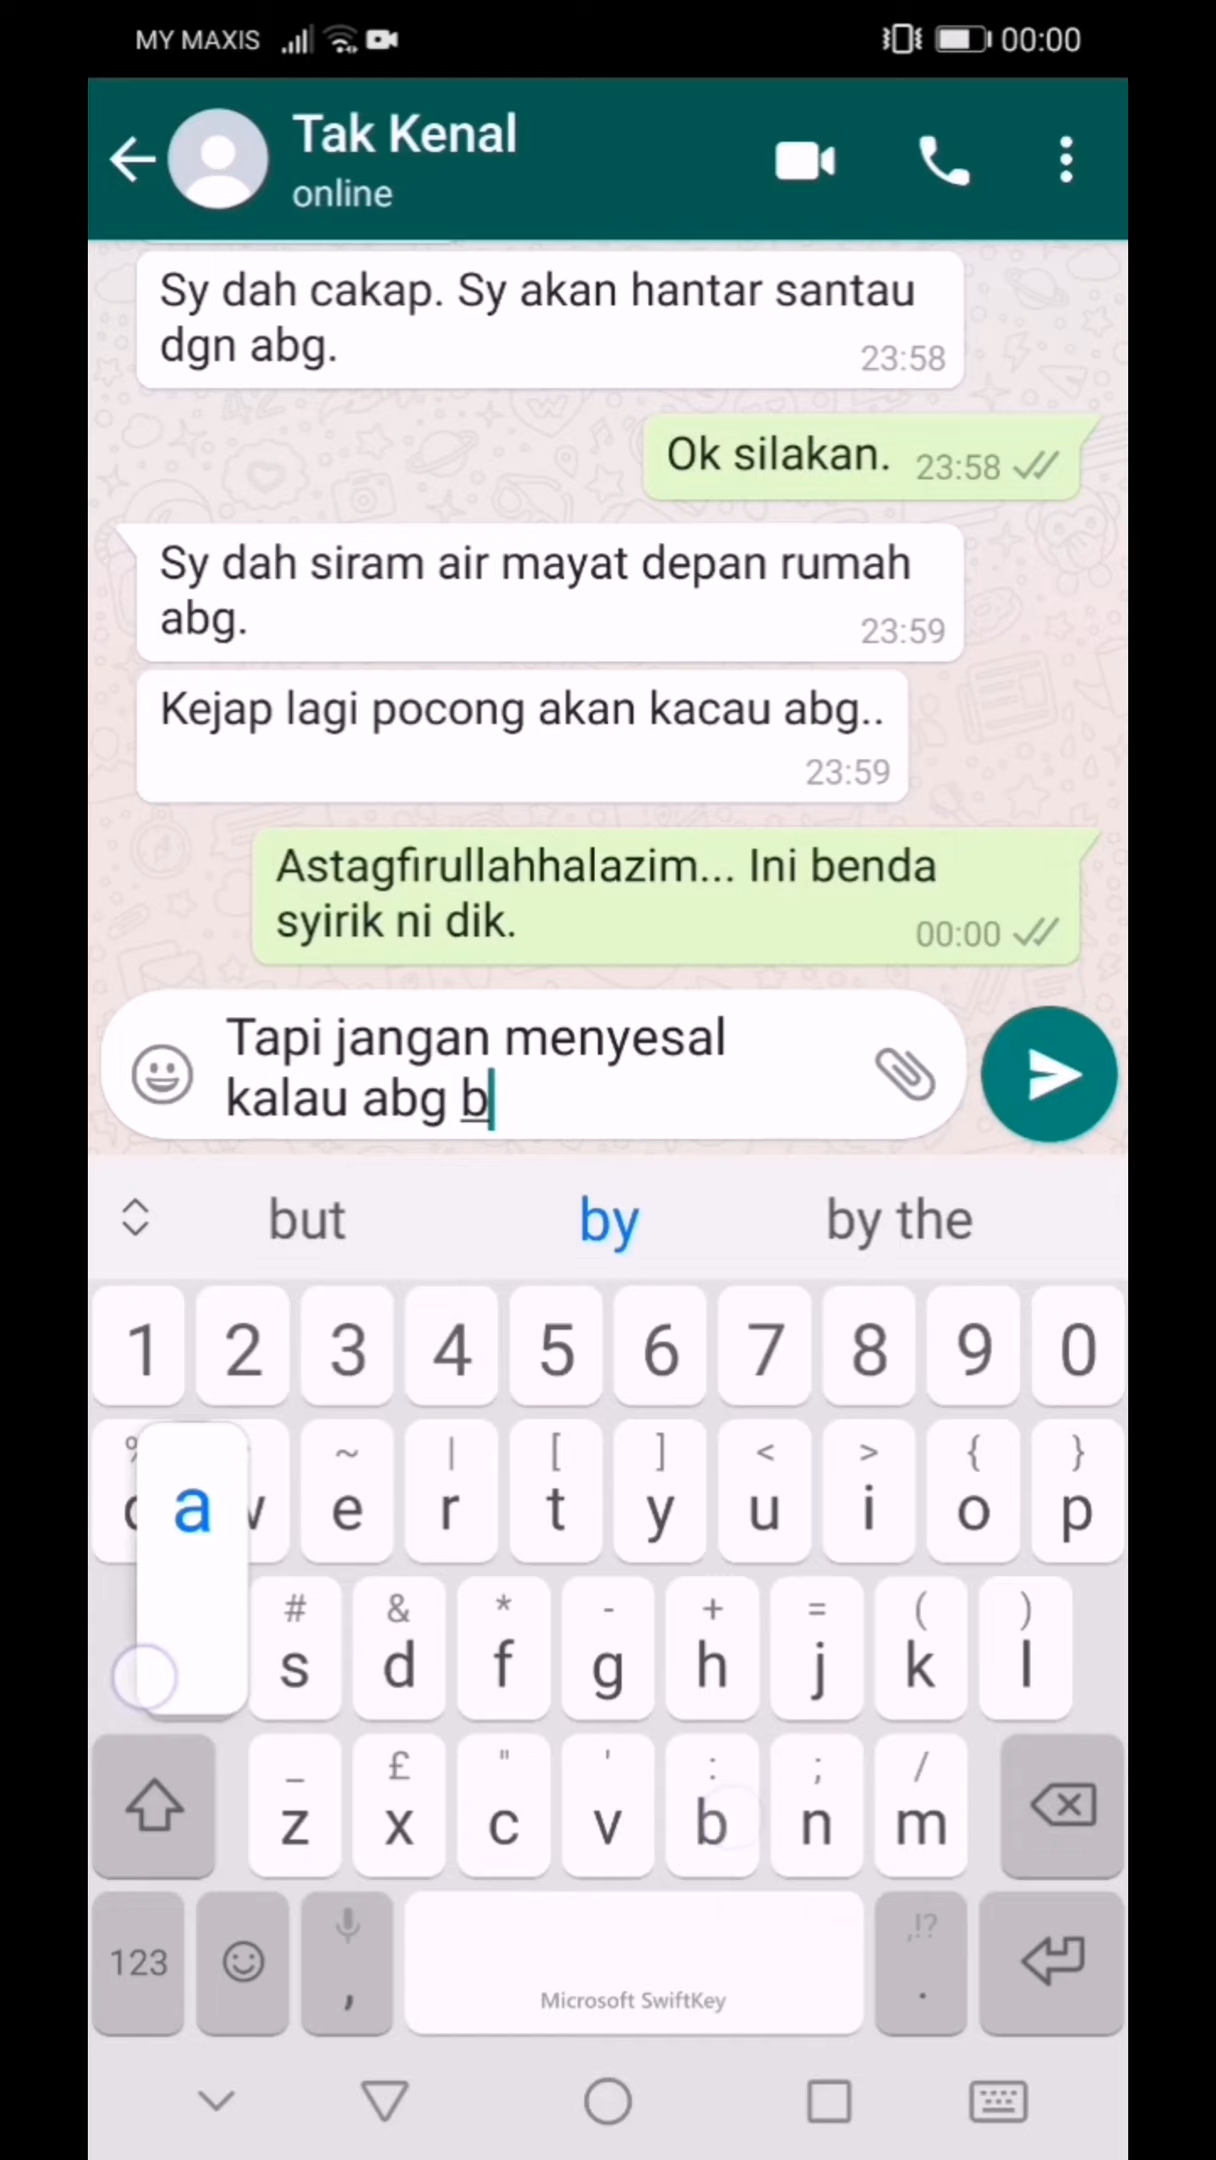 MY MAXIS 00:00
Tak Kenal
online
Sy dah cakap. Sy akan hantar santau
dgn abg. 23:58
Ok silakan. 23:58
Sy dah siram air mayat depan rumah
abg. 23:59
Kejap lagi pocong akan kacau abg..
23:59
Astagfirullahhalazim... Ini benda
syirik ni dik. 00:00
Tapi jangan menyesal
kalau abg b
but by by the
1 2 3 4 5 6 7 8 9 0
% ~ | [ ] < > { }
a e r t y u i o p
# & * - + = ( )
s d f g h j k l
_ £ " ' : ; /
z x c v b n m
123 , Microsoft SwiftKey ,!? .